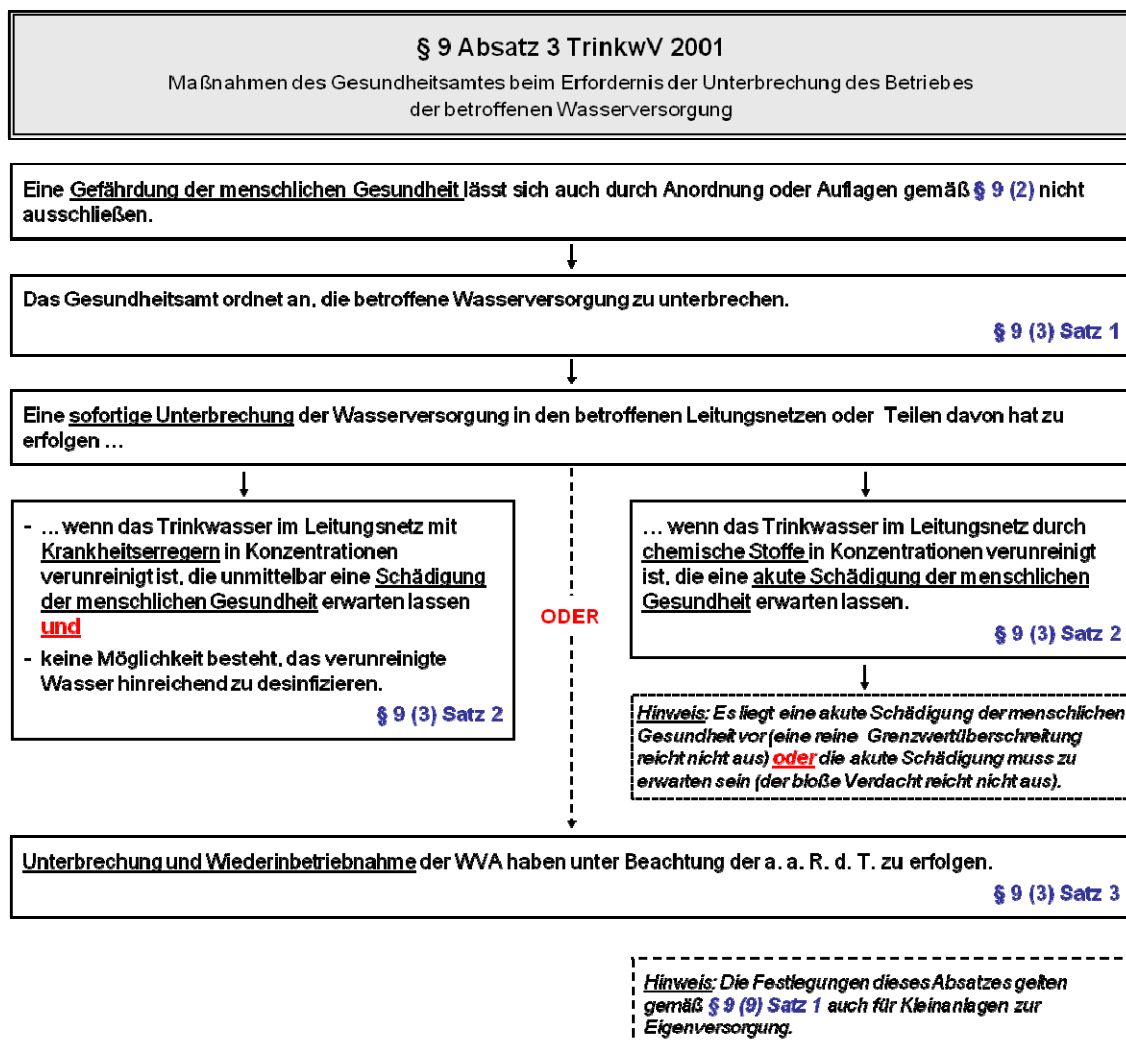 § 9 Absatz 3 TrinkwV 2001
Maßnahmen des Gesundheitsamtes beim Erfordernis der Unterbrechung des Betriebes
der betroffenen Wasserversorgung
Eine Gefährdung der menschlichen Gesundheit lässt sich auch durch Anordnung oder Auflagen gemäß § 9 (2) nicht
ausschließen.
Das Gesundheitsamt ordnet an, die betroffene Wasserversorgung zu unterbrechen.
§ 9 (3) Satz 1
Eine sofortige Unterbrechung der Wasserversorgung in den betroffenen Leitungsnetzen oder Teilen davon hat zu
erfolgen ...
- ... wenn das Trinkwasser im Leitungsnetz mit
Krankheitserregern in Konzentrationen
verunreinigt ist, die unmittelbar eine Schädigung
der menschlichen Gesundheit erwarten lassen
und
- keine Möglichkeit besteht, das verunreinigte
Wasser hinreichend zu desinfizieren.
§ 9 (3) Satz 2
ODER
... wenn das Trinkwasser im Leitungsnetz durch
chemische Stoffe in Konzentrationen verunreinigt
ist, die eine akute Schädigung der menschlichen
Gesundheit erwarten lassen.
§ 9 (3) Satz 2
Hinweis: Es liegt eine akute Schädigung der menschlichen
Gesundheit vor (eine reine Grenzwertüberschreitung
reicht nicht aus) oder die akute Schädigung muss zu
erwarten sein (der bloße Verdacht reicht nicht aus).
Unterbrechung und Wiederinbetriebnahme der WVA haben unter Beachtung der a. a. R. d. T. zu erfolgen.
§ 9 (3) Satz 3
Hinweis: Die Festlegungen dieses Absatzes gelten
gemäß § 9 (9) Satz 1 auch für Kleinanlagen zur
Eigenversorgung.